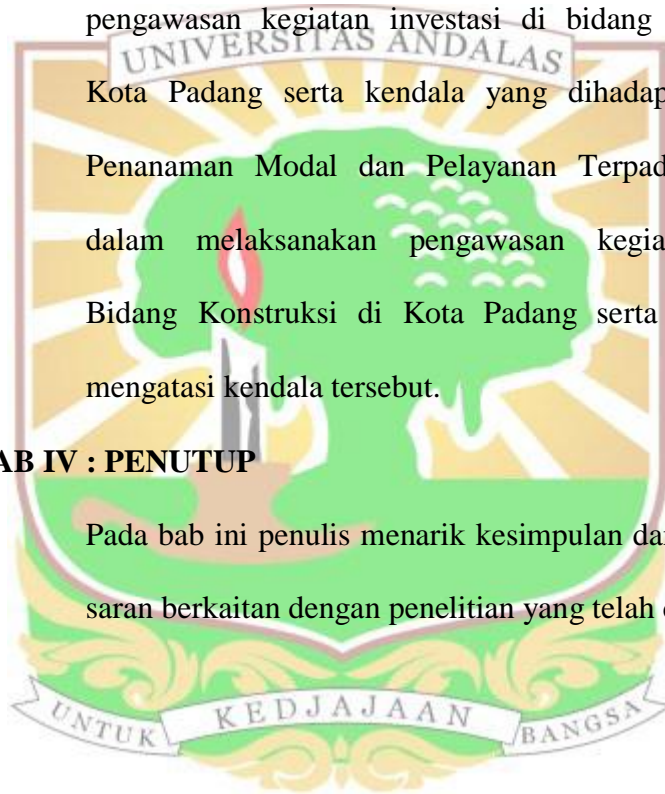 pengawasan kegiatan investasi di bidang
UNIVERSITAS ANDALAS
Kota Padang serta kendala yang dihadap
Penanaman Modal dan Pelayanan Terpad
dalam melaksanakan pengawasan kegia
Bidang Konstruksi di Kota Padang serta
mengatasi kendala tersebut.
AB IV : PENUTUP
Pada bab ini penulis menarik kesimpulan da
saran berkaitan dengan penelitian yang telah
UNTUK KEDJAJAAN BANGSA